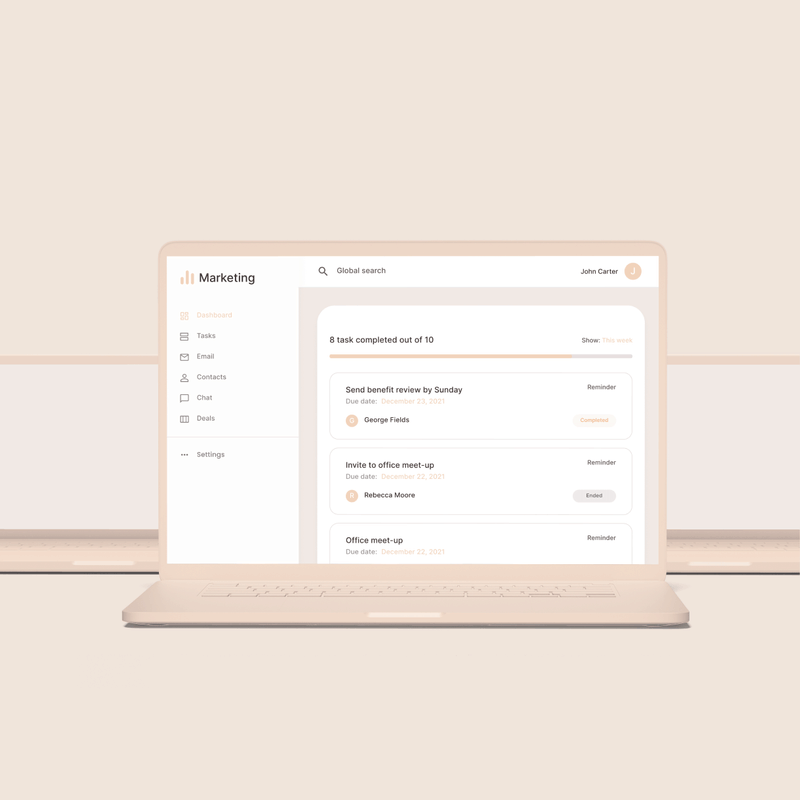 Marketing
Global search
John Carter
J
Dashboard
Tasks
Email
Contacts
Chat
Deals
Settings
8 task completed out of 10
Show: This week
Send benefit review by Sunday
Reminder
Due date: December 23, 2021
G
George Fields
Completed
Invite to office meet-up
Reminder
Due date: December 22, 2021
R
Rebecca Moore
Ended
Office meet-up
Reminder
Due date: December 22, 2021